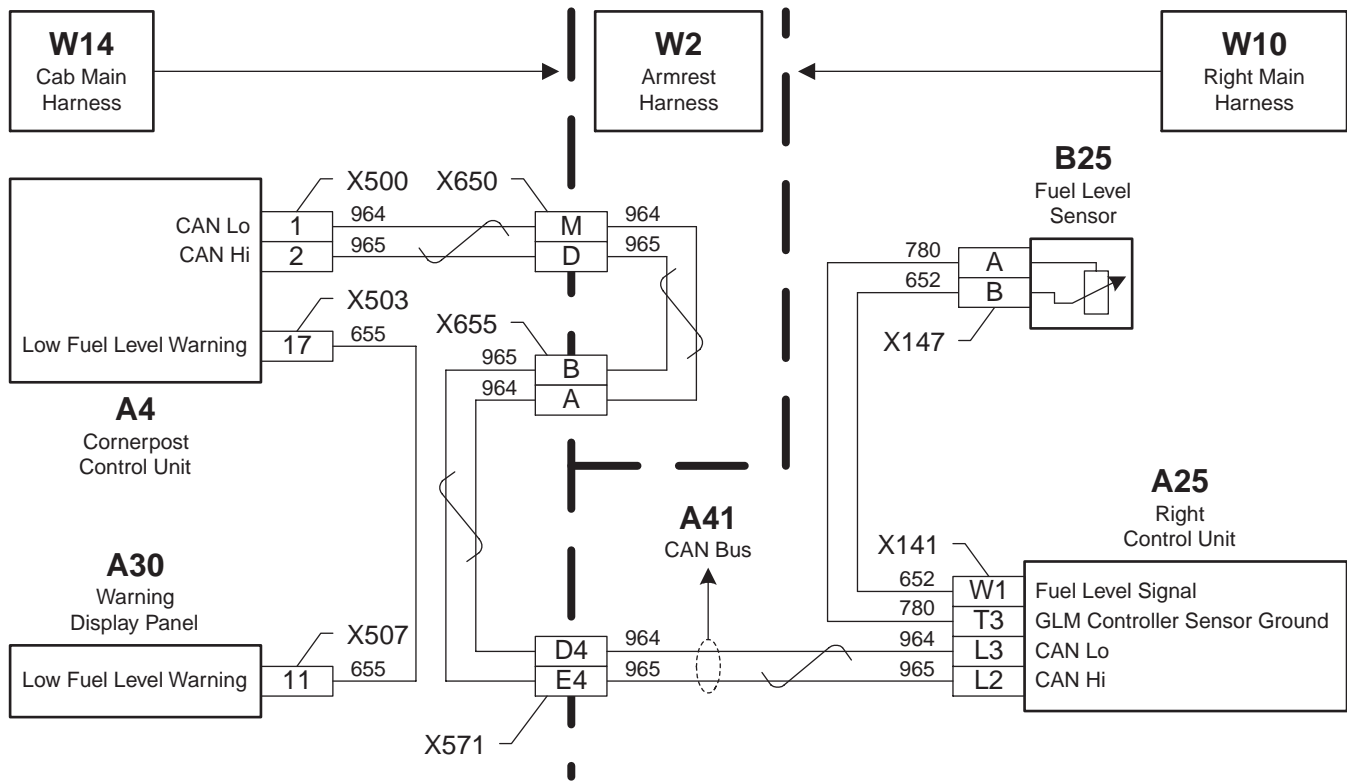 W14
Cab Main
Harness
W2
Armrest
Harness
W10
Right Main
Harness
B25
Fuel Level
Sensor
X500
X650
CAN Lo
1
964
M
964
CAN Hi
2
965
D
965
780
A
652
B
X147
X503
Low Fuel Level Warning
17
655
X655
965
B
964
A
A4
Cornerpost
Control Unit
A41
CAN Bus
A25
Right
Control Unit
X141
A30
Warning
Display Panel
X507
Low Fuel Level Warning
11
655
652
W1
Fuel Level Signal
780
T3
GLM Controller Sensor Ground
D4
964
964
L3
CAN Lo
E4
965
965
L2
CAN Hi
X571